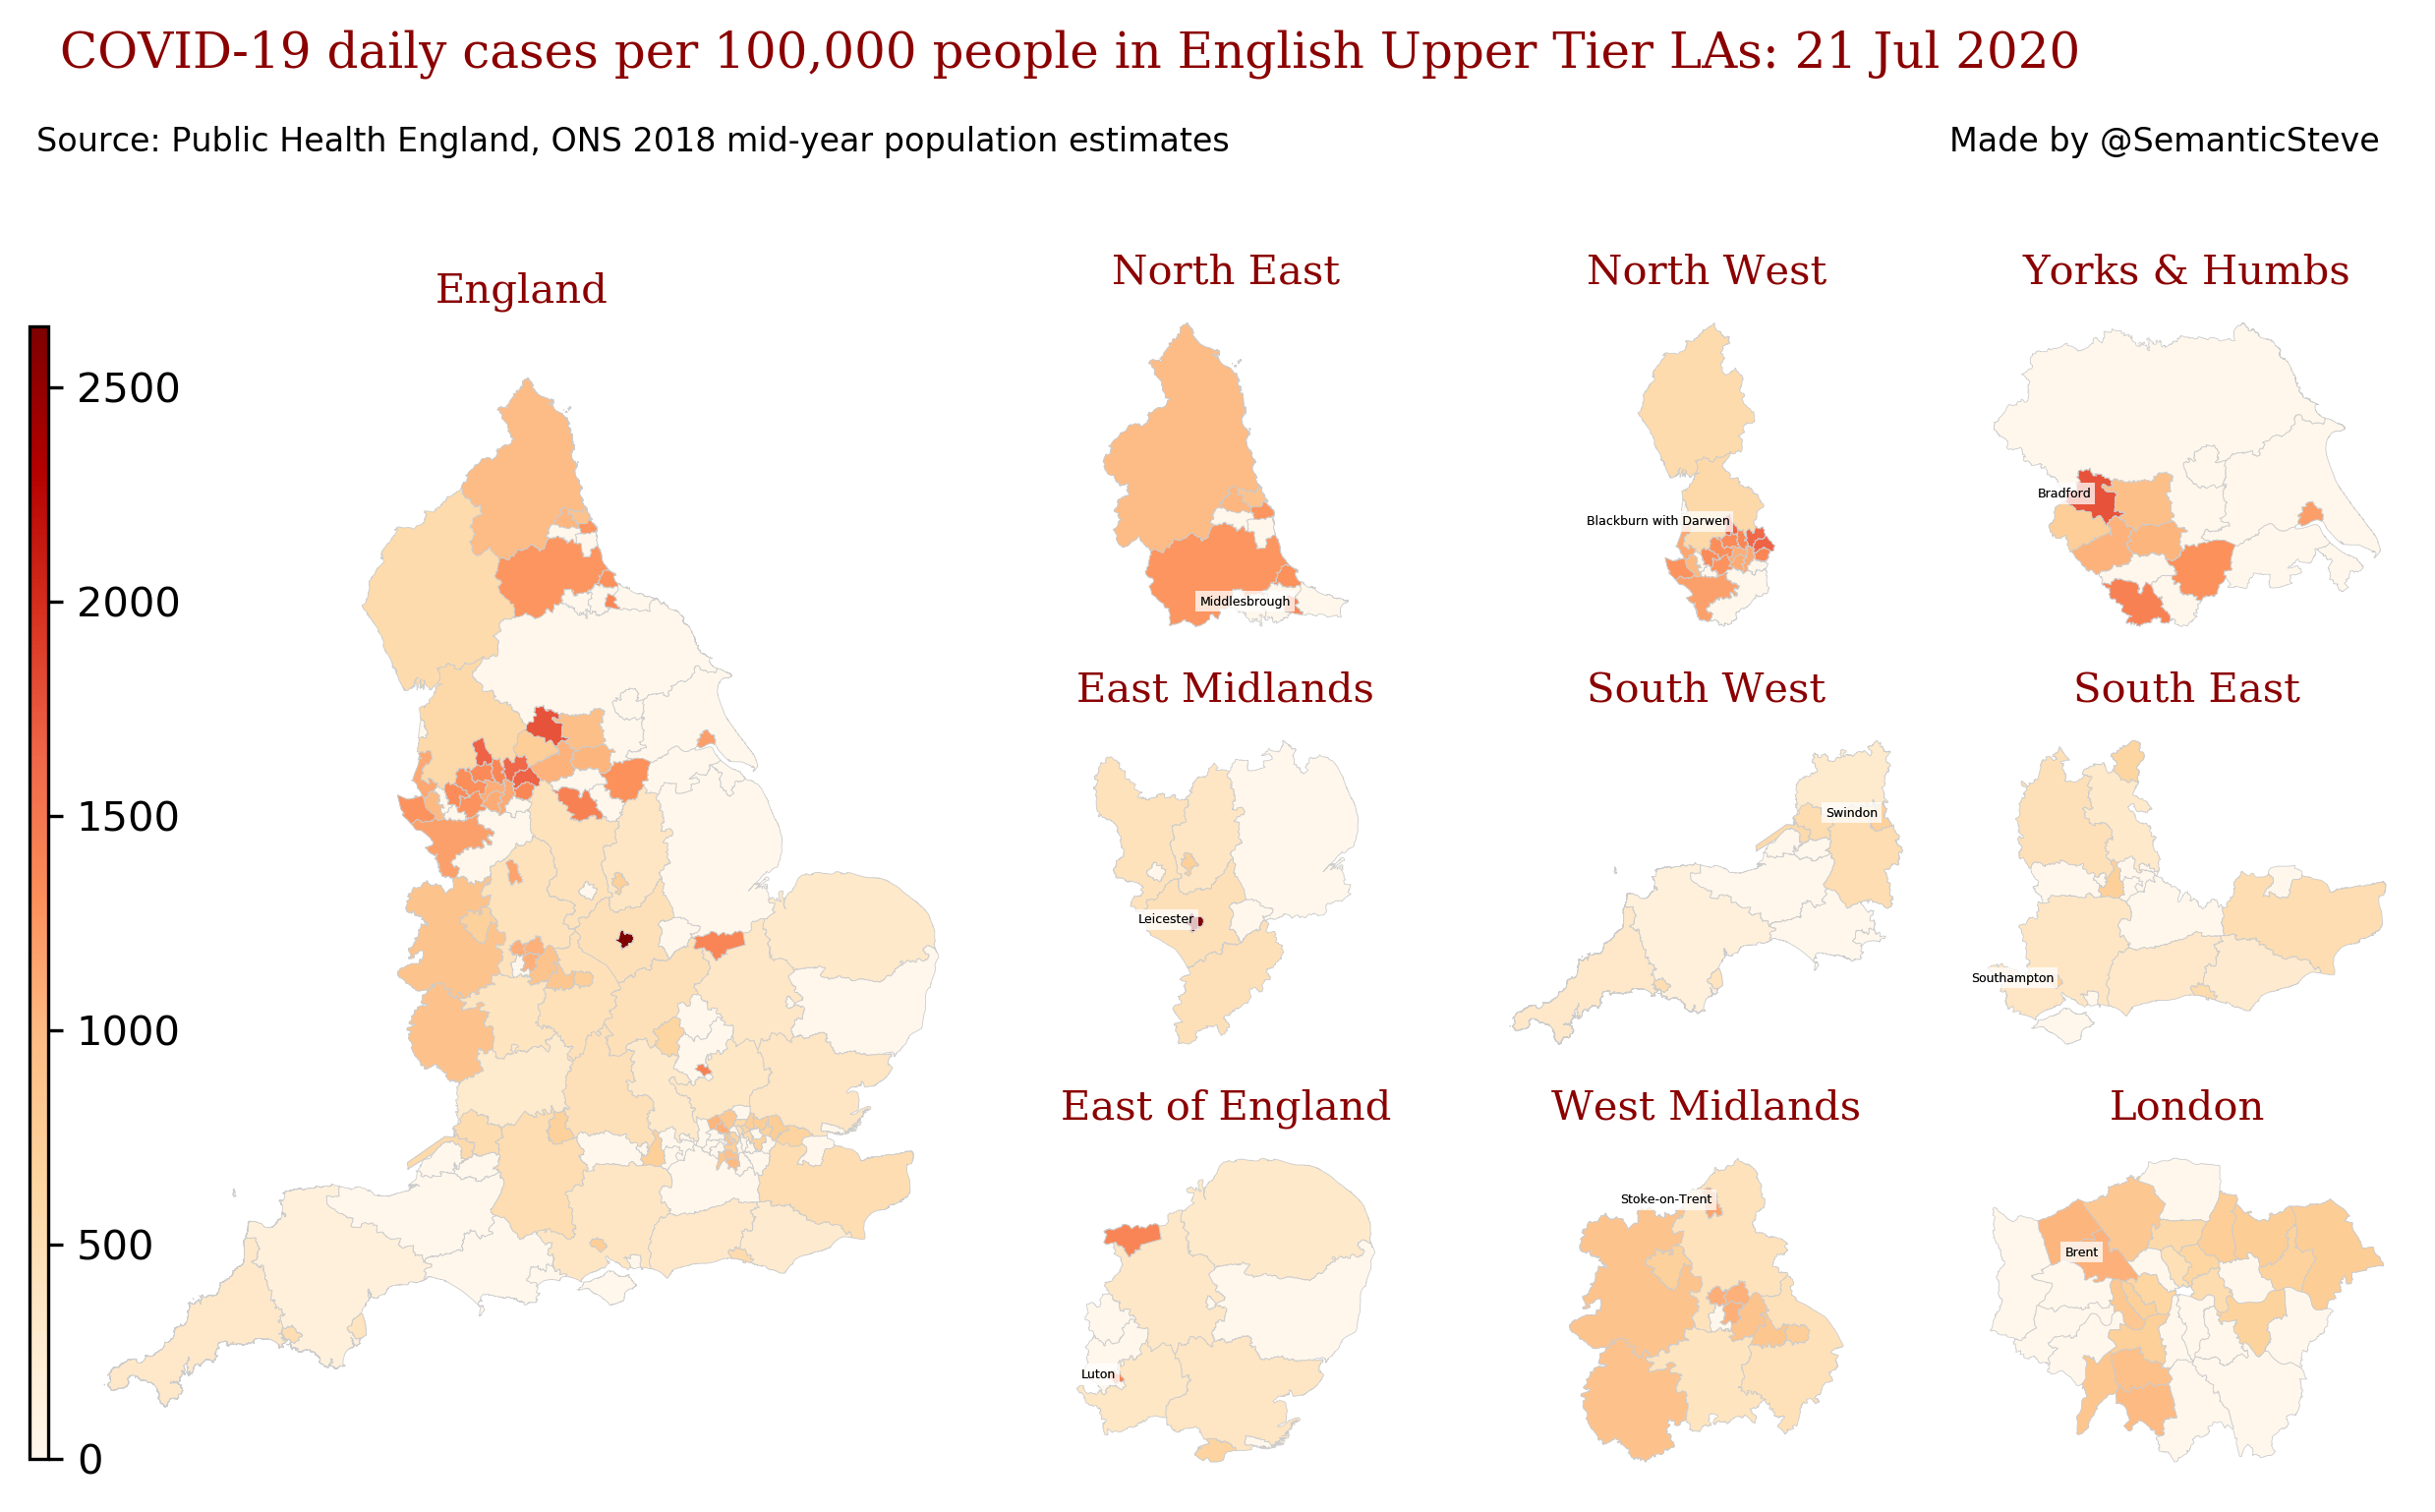 COVID-19 daily cases per 100,000 people in English Upper Tier LAs: 21 Jul 2020
Source: Public Health England, ONS 2018 mid-year population estimates
Made by @SemanticSteve
England
2500
2000
1500
1000
500
0
North East
Middlesbrough
North West
Blackburn with Darwen
Yorks & Humbs
Bradford
East Midlands
Leicester
South West
Swindon
South East
Southampton
East of England
Luton
West Midlands
Stoke-on-Trent
London
Brent